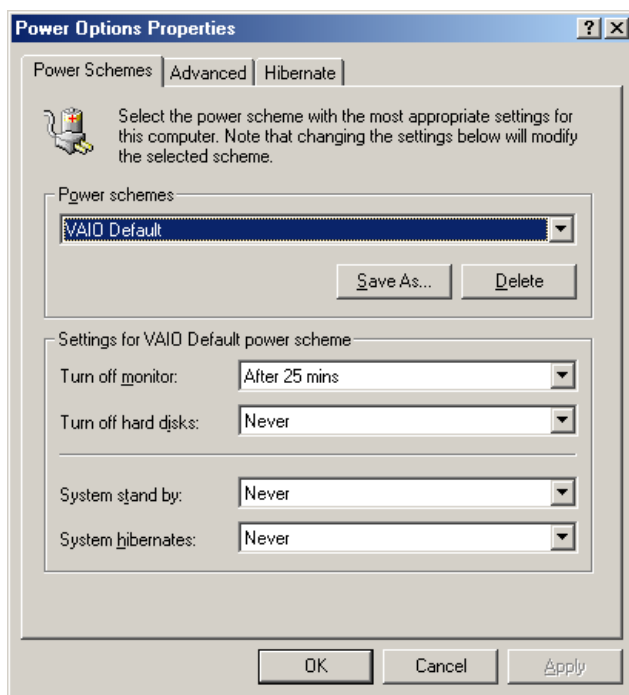 Power Options Properties
Power Schemes Advanced Hibernate
Select the power scheme with the most appropriate settings for
this computer. Note that changing the settings below will modify
the selected scheme.
Power schemes
VAIO Default
Save As... Delete
Settings for VAIO Default power scheme
Turn off monitor: After 25 mins
Turn off hard disks: Never
System stand by: Never
System hibernates: Never
OK Cancel Apply